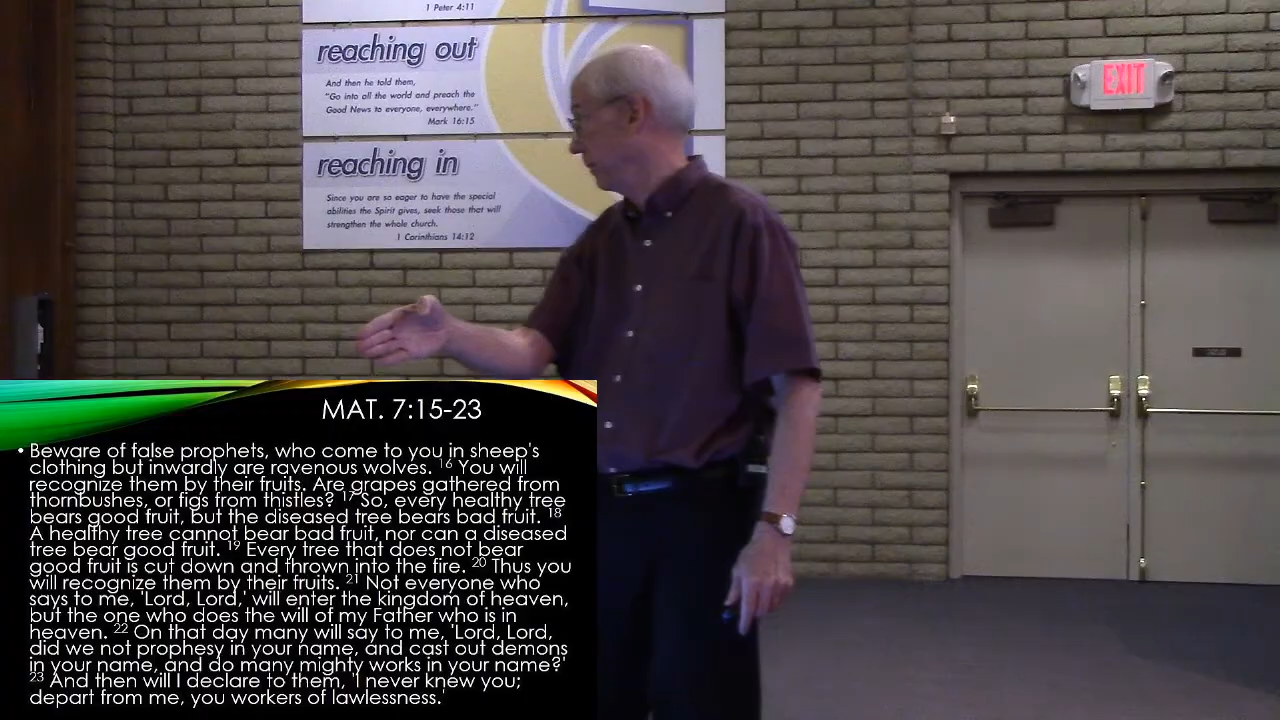 1 Peter 4:11
reaching out
And then he told them,
"Go into all the world and preach the
Good News to everyone, everywhere."
Mark 16:15
reaching in
Since you are so eager to have the special
abilities the Spirit gives, seek those that will
strengthen the whole church.
1 Corinthians 14:12
EXIT
MAT. 7:15-23
• Beware of false prophets, who come to you in sheep's
clothing but inwardly are ravenous wolves. 16 You will
recognize them by their fruits. Are grapes gathered from
thornbushes, or figs from thistles? 17 So, every healthy tree
bears good fruit, but the diseased tree bears bad fruit. 18
A healthy tree cannot bear bad fruit, nor can a diseased
tree bear good fruit. 19 Every tree that does not bear
good fruit is cut down and thrown into the fire. 20 Thus you
will recognize them by their fruits. 21 Not everyone who
says to me, 'Lord, Lord,' will enter the kingdom of heaven,
but the one who does the will of my Father who is in
heaven. 22 On that day many will say to me, 'Lord, Lord,
did we not prophesy in your name, and cast out demons
in your name, and do many mighty works in your name?'
23 And then will I declare to them, 'I never knew you;
depart from me, you workers of lawlessness.'